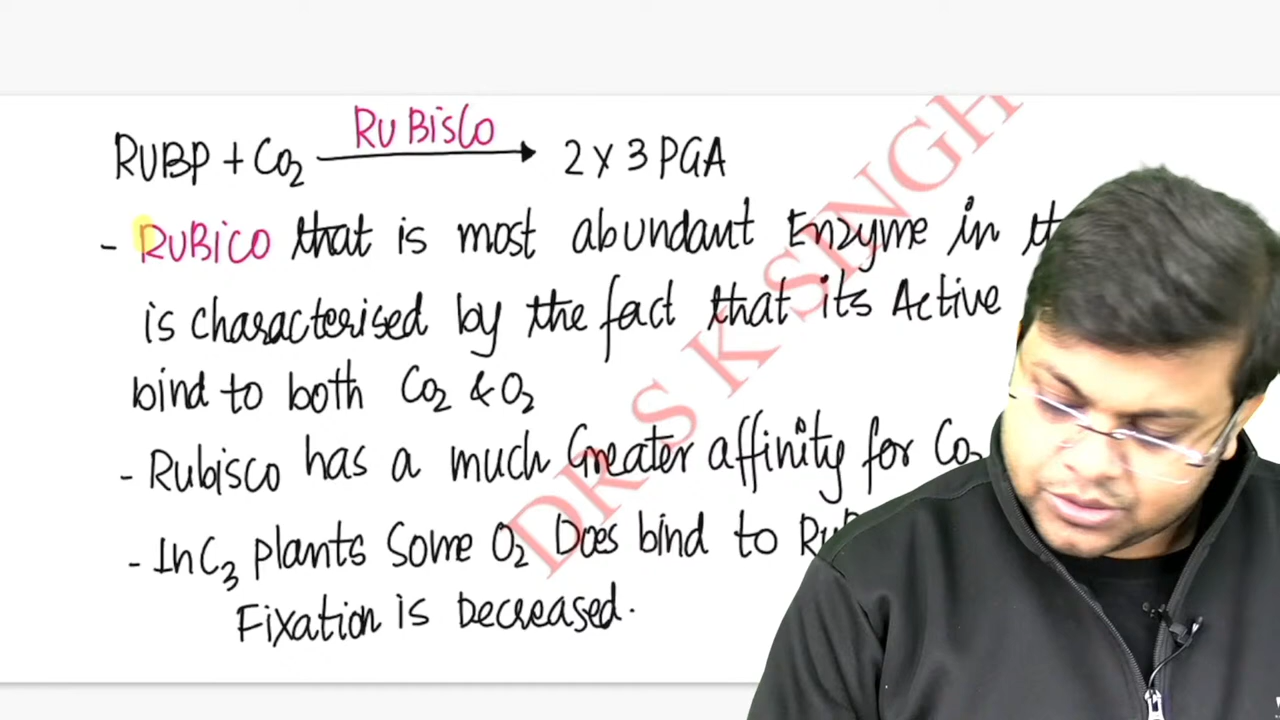 RuBisCo
RUBP + CO2 → 2 X 3 PGA
- RuBiCO that is most abundant Enzyme in
is characterised by the fact that its Active
bind to both CO2 & O2
- Rubisco has a much Greater affinity for CO2
- In C3 plants Some O2 Does bind to
Fixation is Decreased.
DR S K SINGH